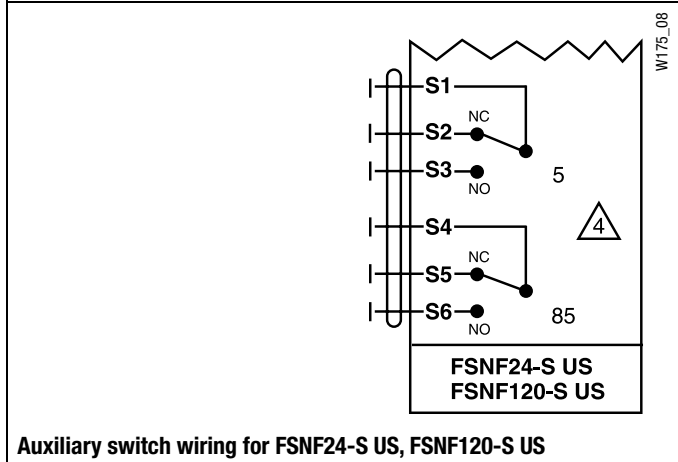 W175_08
S1
NC
S2
S3
NO
5
4
S4
NC
S5
S6
NO
85
FSNF24-S US
FSNF120-S US
Auxiliary switch wiring for FSNF24-S US, FSNF120-S US